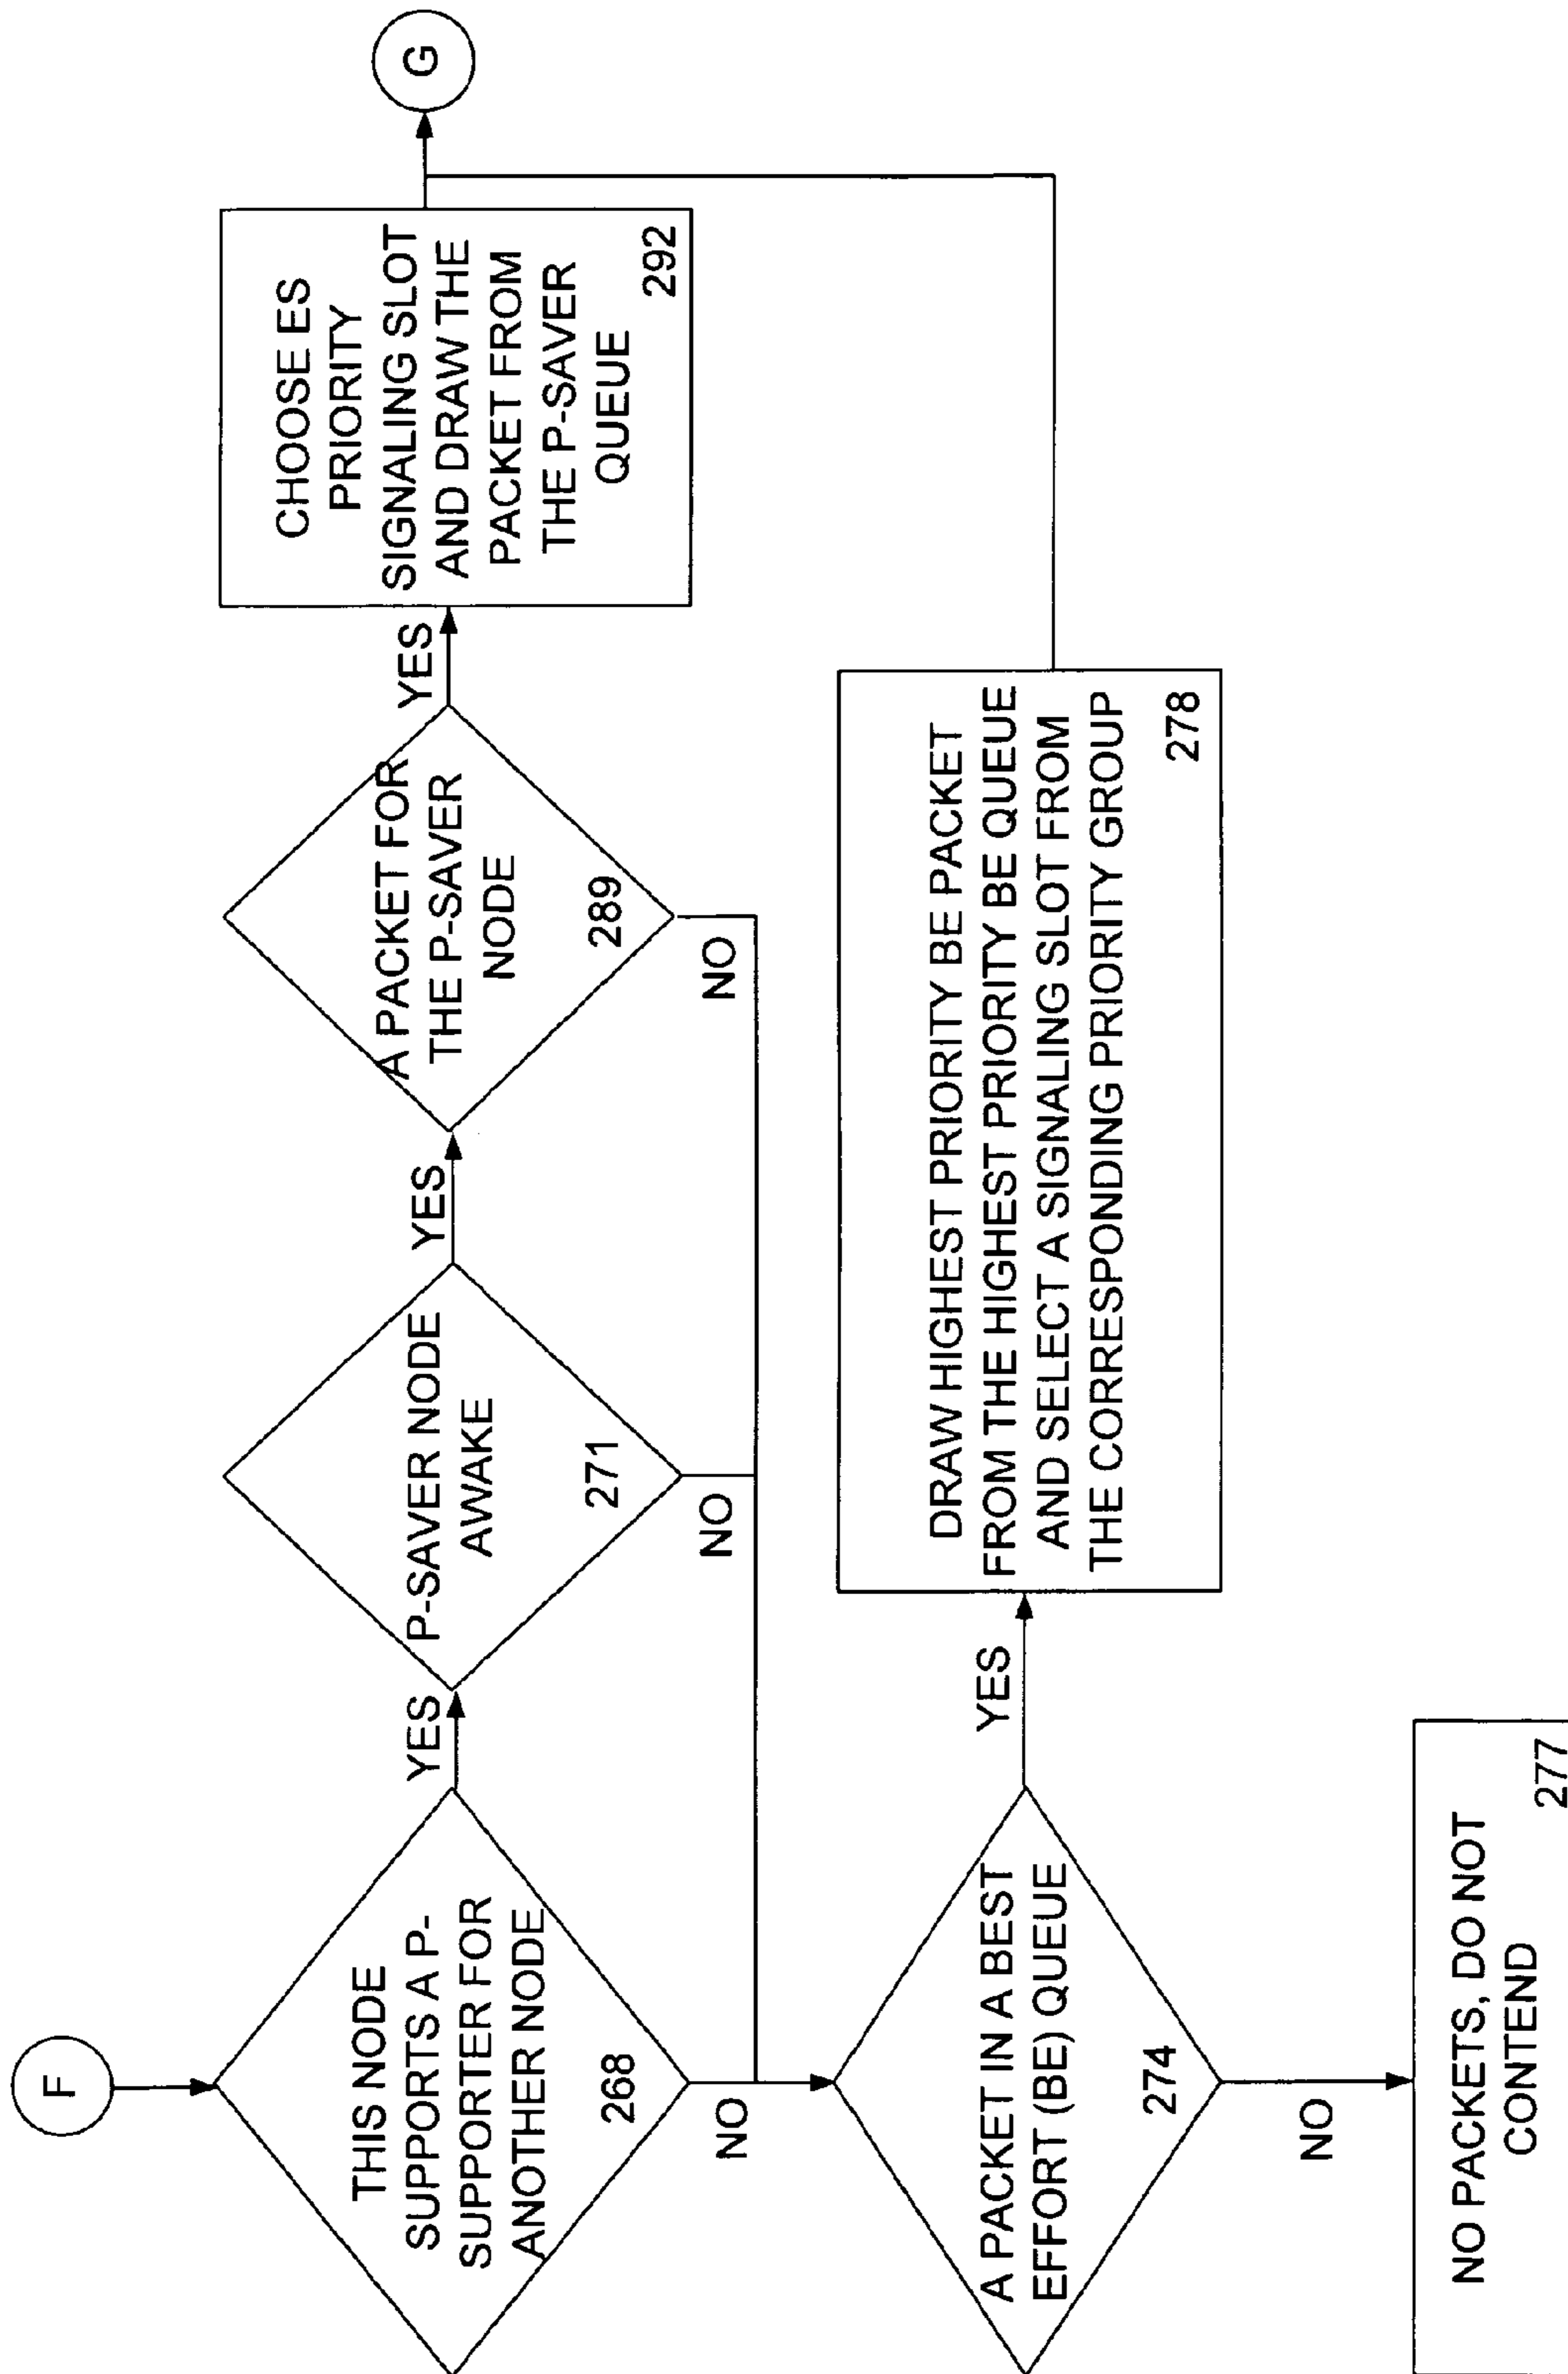 F
THIS NODE
SUPPORTS A P-
SUPPORTER FOR
ANOTHER NODE
268
YES
NO
P-SAVER NODE
AWAKE
271
YES
NO
A PACKET FOR
THE P-SAVER
NODE
289
YES
NO
CHOOSE ES
PRIORITY
SIGNALING SLOT
AND DRAW THE
PACKET FROM
THE P-SAVER
QUEUE
292
G
A PACKET IN A BEST
EFFORT (BE) QUEUE
274
YES
NO
DRAW HIGHEST PRIORITY BE PACKET
FROM THE HIGHEST PRIORITY BE QUEUE
AND SELECT A SIGNALING SLOT FROM
THE CORRESPONDING PRIORITY GROUP
278
NO PACKETS, DO NOT
CONTEND
277